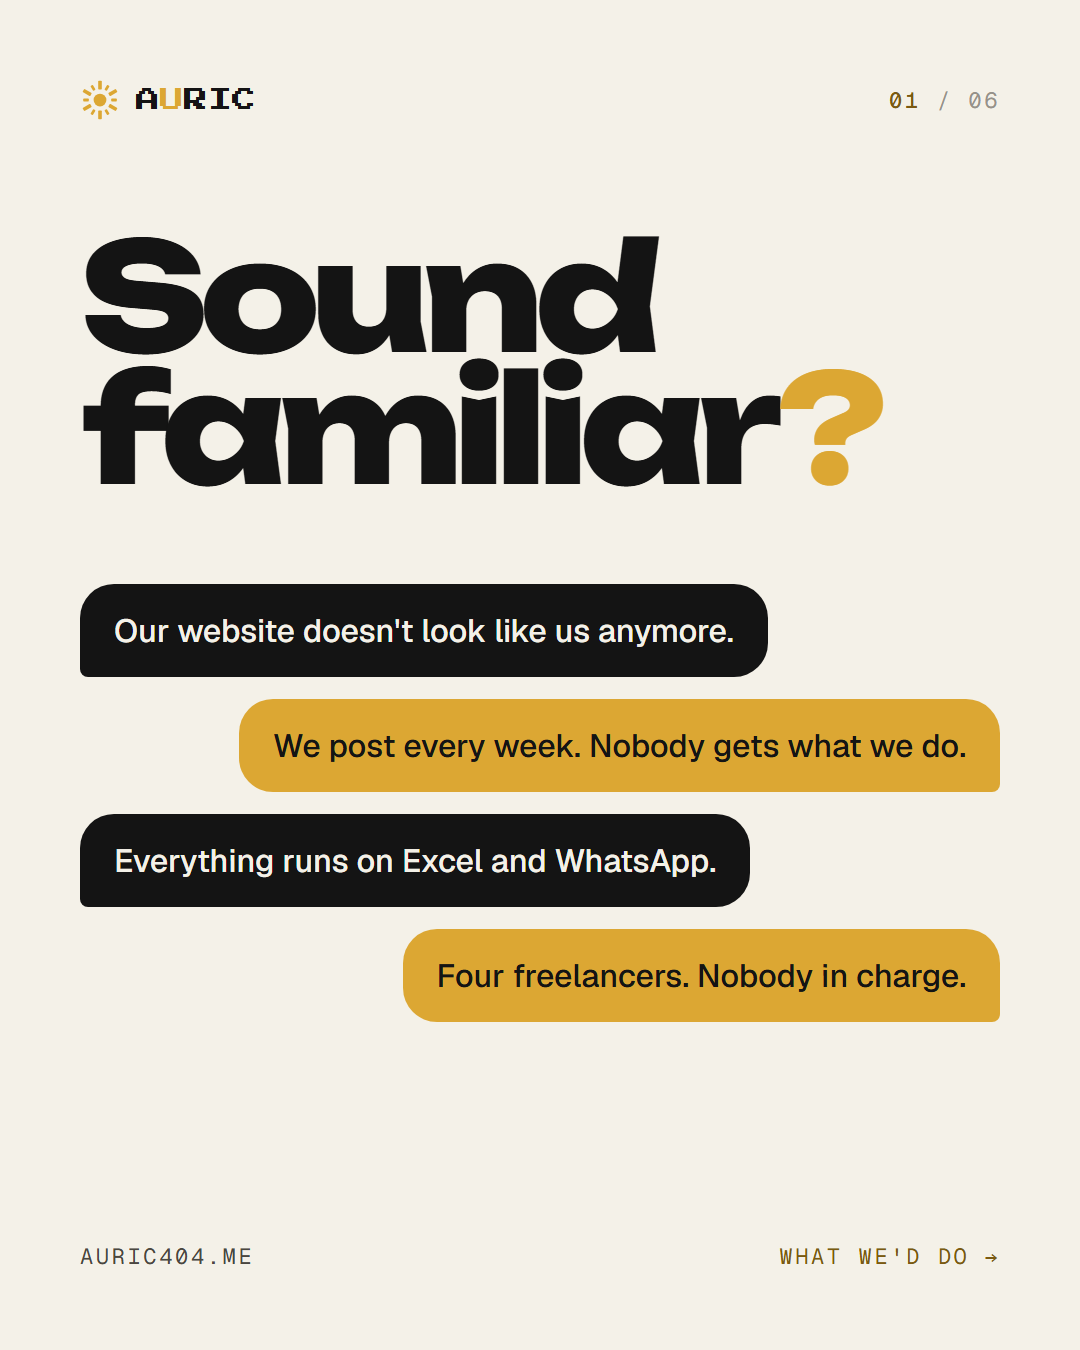 AURIC
01 / 06
Sound
familiar?
Our website doesn't look like us anymore.
We post every week. Nobody gets what we do.
Everything runs on Excel and WhatsApp.
Four freelancers. Nobody in charge.
AURIC404.ME
WHAT WE'D DO →